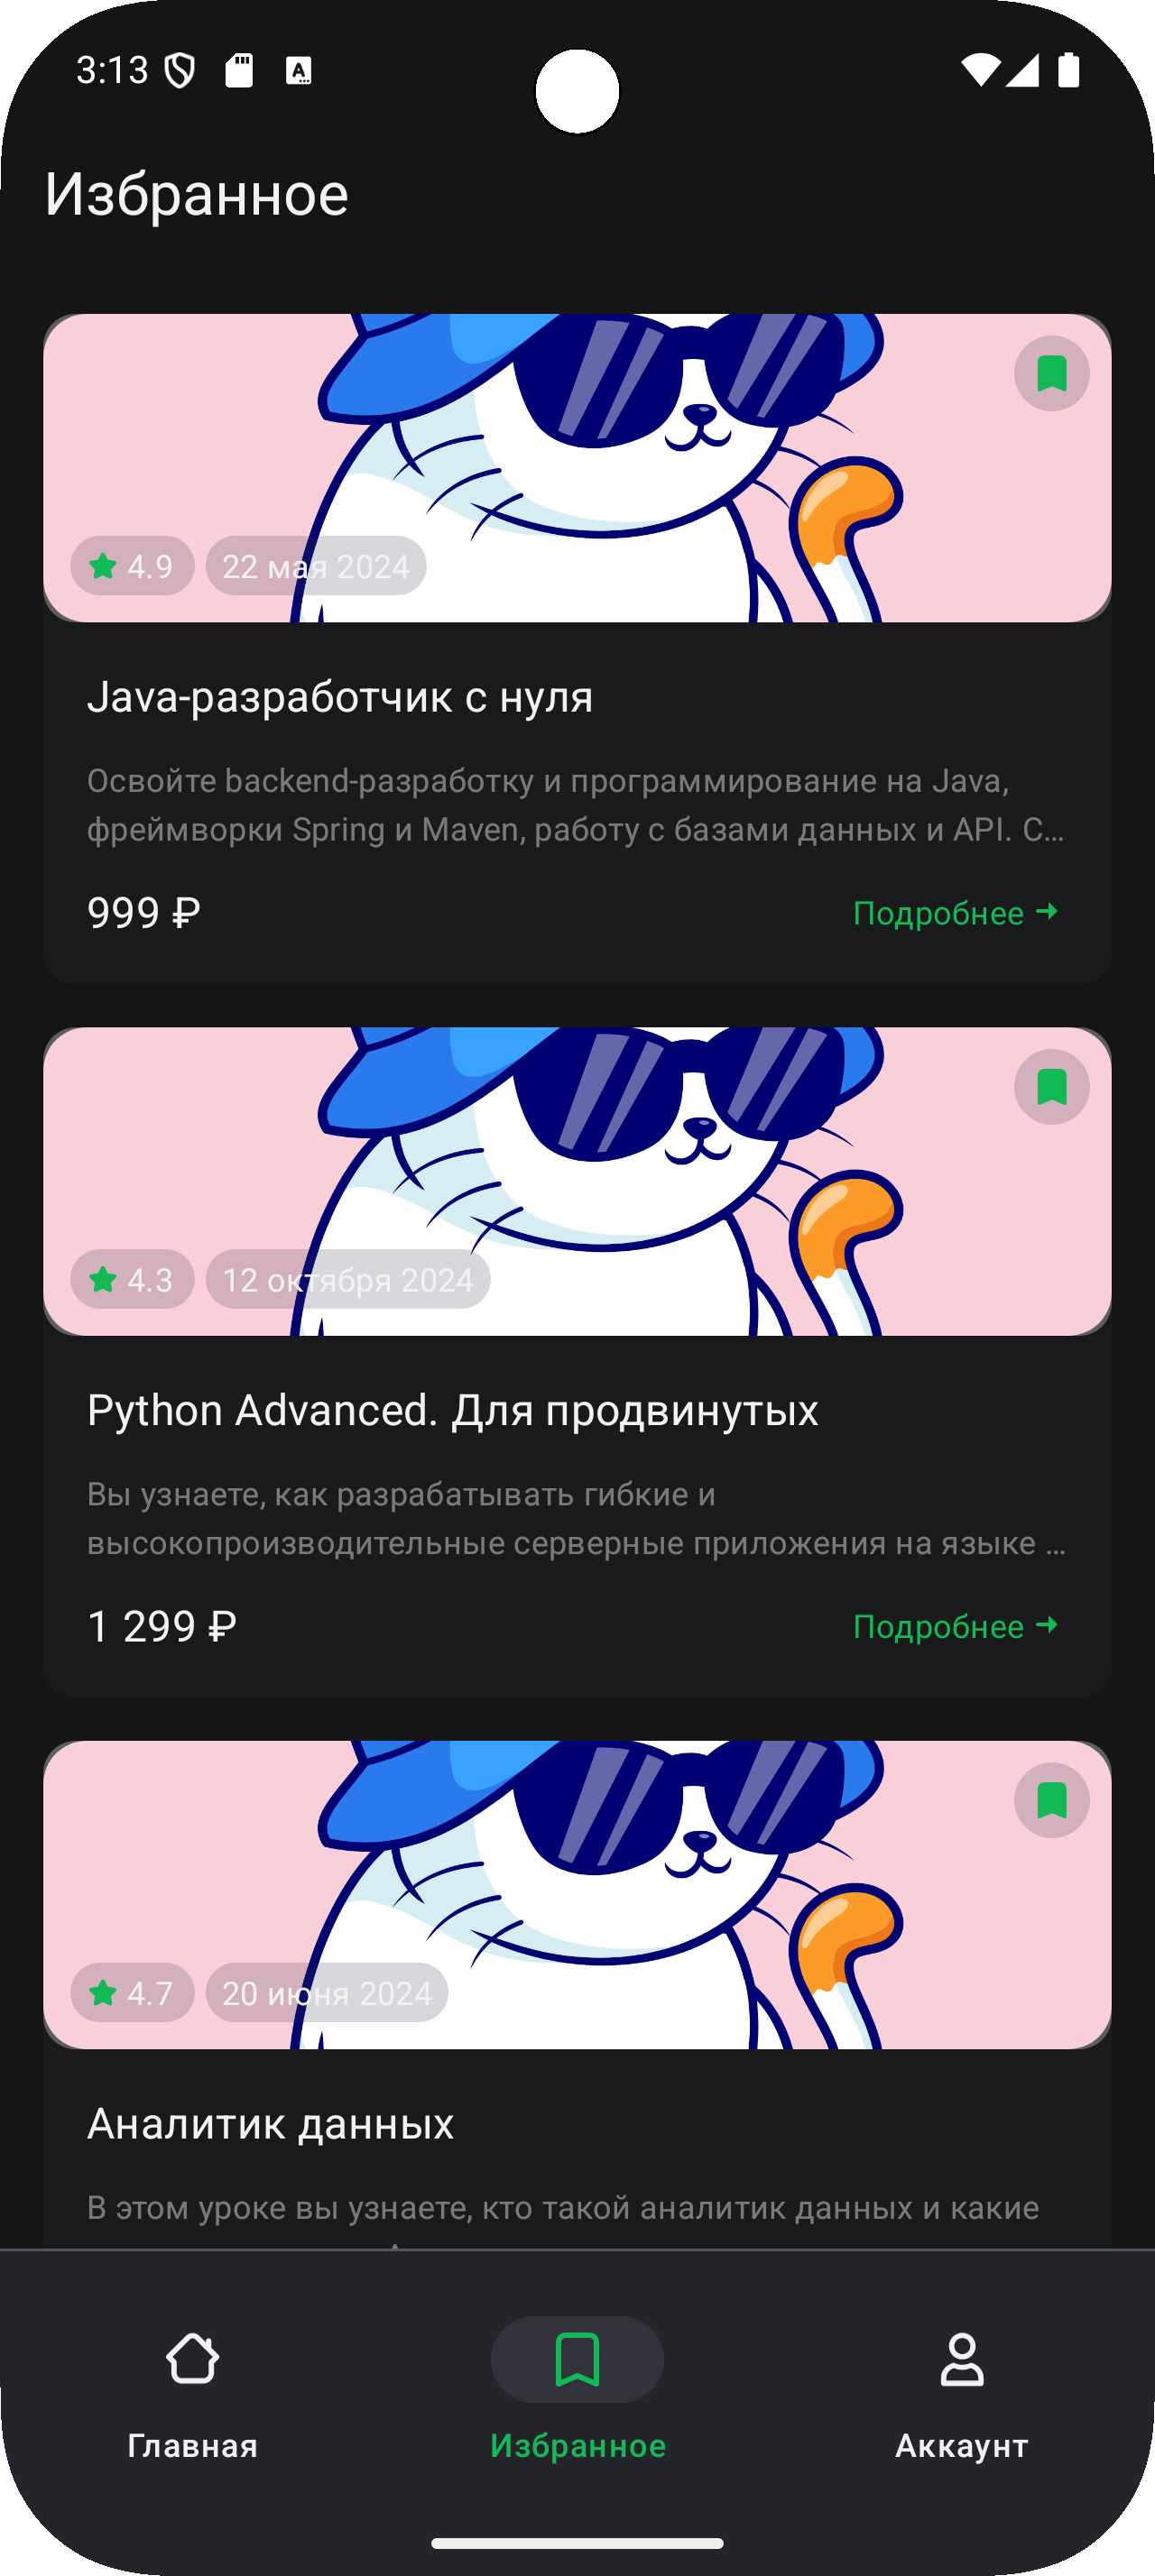 3:13
Избранное
4.9 22 мая 2024
Java-разработчик с нуля
Освойте backend-разработку и программирование на Java,
фреймворки Spring и Maven, работу с базами данных и API. С…
999 ₽ Подробнее
4.3 12 октября 2024
Python Advanced. Для продвинутых
Вы узнаете, как разрабатывать гибкие и
высокопроизводительные серверные приложения на языке …
1 299 ₽ Подробнее
4.7 20 июня 2024
Аналитик данных
В этом уроке вы узнаете, кто такой аналитик данных и какие
Главная Избранное Аккаунт